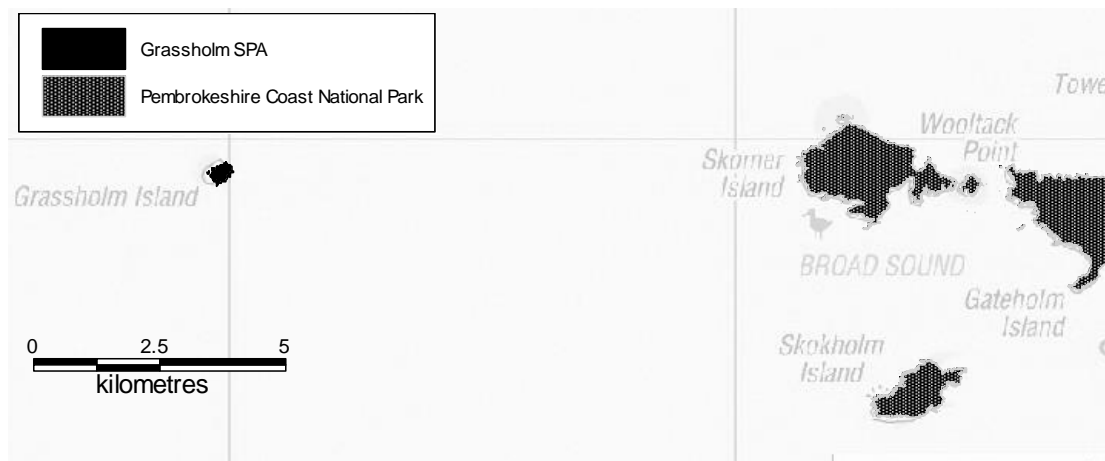 Grassholm SPA
Pembrokeshire Coast National Park
Towe
Wooltack
Point
Skomer
Island
Grassholm Island
BROAD SOUND
Gateholm
Island
Skokholm
Island
0 2.5 5
kilometres